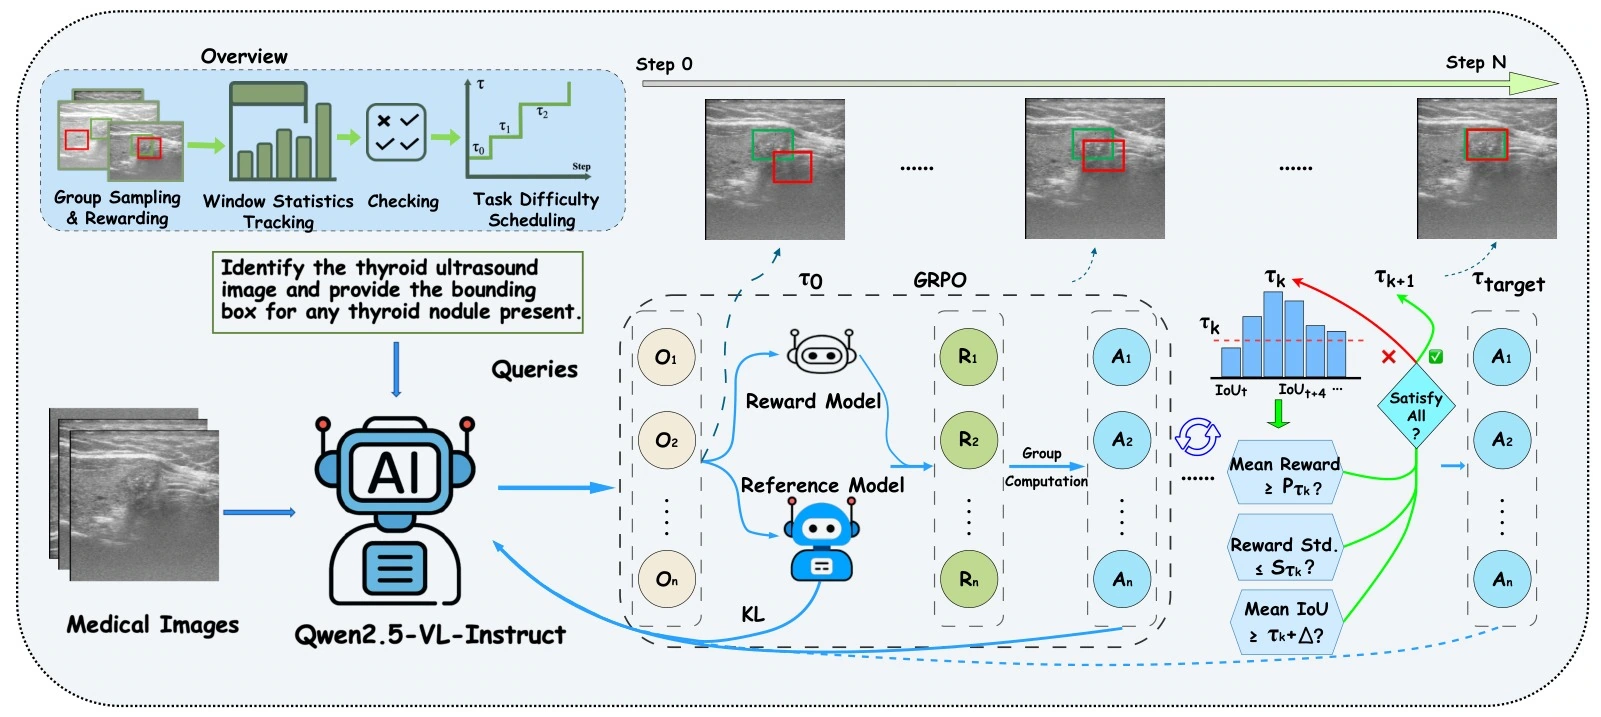 Overview
Group Sampling
& Rewarding
Window Statistics
Tracking
Checking
τ
τ0
τ1
τ2
Step
Task Difficulty
Scheduling
Step 0
Step N
......
......
Identify the thyroid ultrasound
image and provide the bounding
box for any thyroid nodule present.
Queries
Medical Images
AI
Qwen2.5-VL-Instruct
τ0
GRPO
O1
O2
On
Reward Model
Reference Model
KL
R1
R2
Rn
Group
Computation
A1
A2
An
......
τk
τk
τk+1
τtarget
IoUt
IoUt+4 ...
Satisfy
All
?
Mean Reward
≥ Pτk?
Reward Std.
≤ Sτk?
Mean IoU
≥ τk+Δ?
A1
A2
An